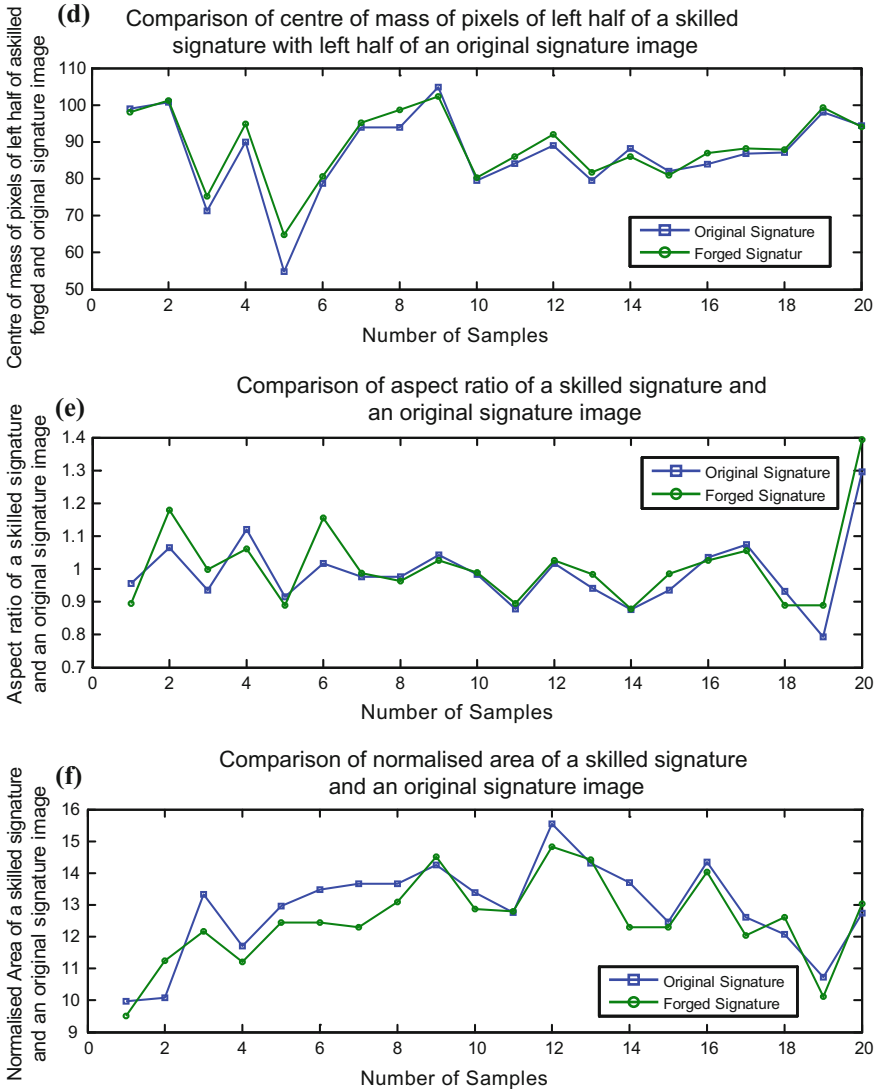 (d)
Comparison of centre of mass of pixels of left half of a skilled
signature with left half of an original signature image
Centre of mass of pixels of left half of askilled
forged and original signature image
110
100
90
80
70
60
50
0 2 4 6 8 10 12 14 16 18 20
Original Signature
Forged Signatur
Number of Samples
(e)
Comparison of aspect ratio of a skilled signature and
an original signature image
Aspect ratio of a skilled signature
and an original signature image
1.4
1.3
1.2
1.1
1
0.9
0.8
0.7
0 2 4 6 8 10 12 14 16 18 20
Original Signature
Forged Signature
Number of Samples
(f)
Comparison of normalised area of a skilled signature
and an original signature image
Normalised Area of a skilled signature
and an original signature image
16
15
14
13
12
11
10
9
0 2 4 6 8 10 12 14 16 18 20
Original Signature
Forged Signature
Number of Samples